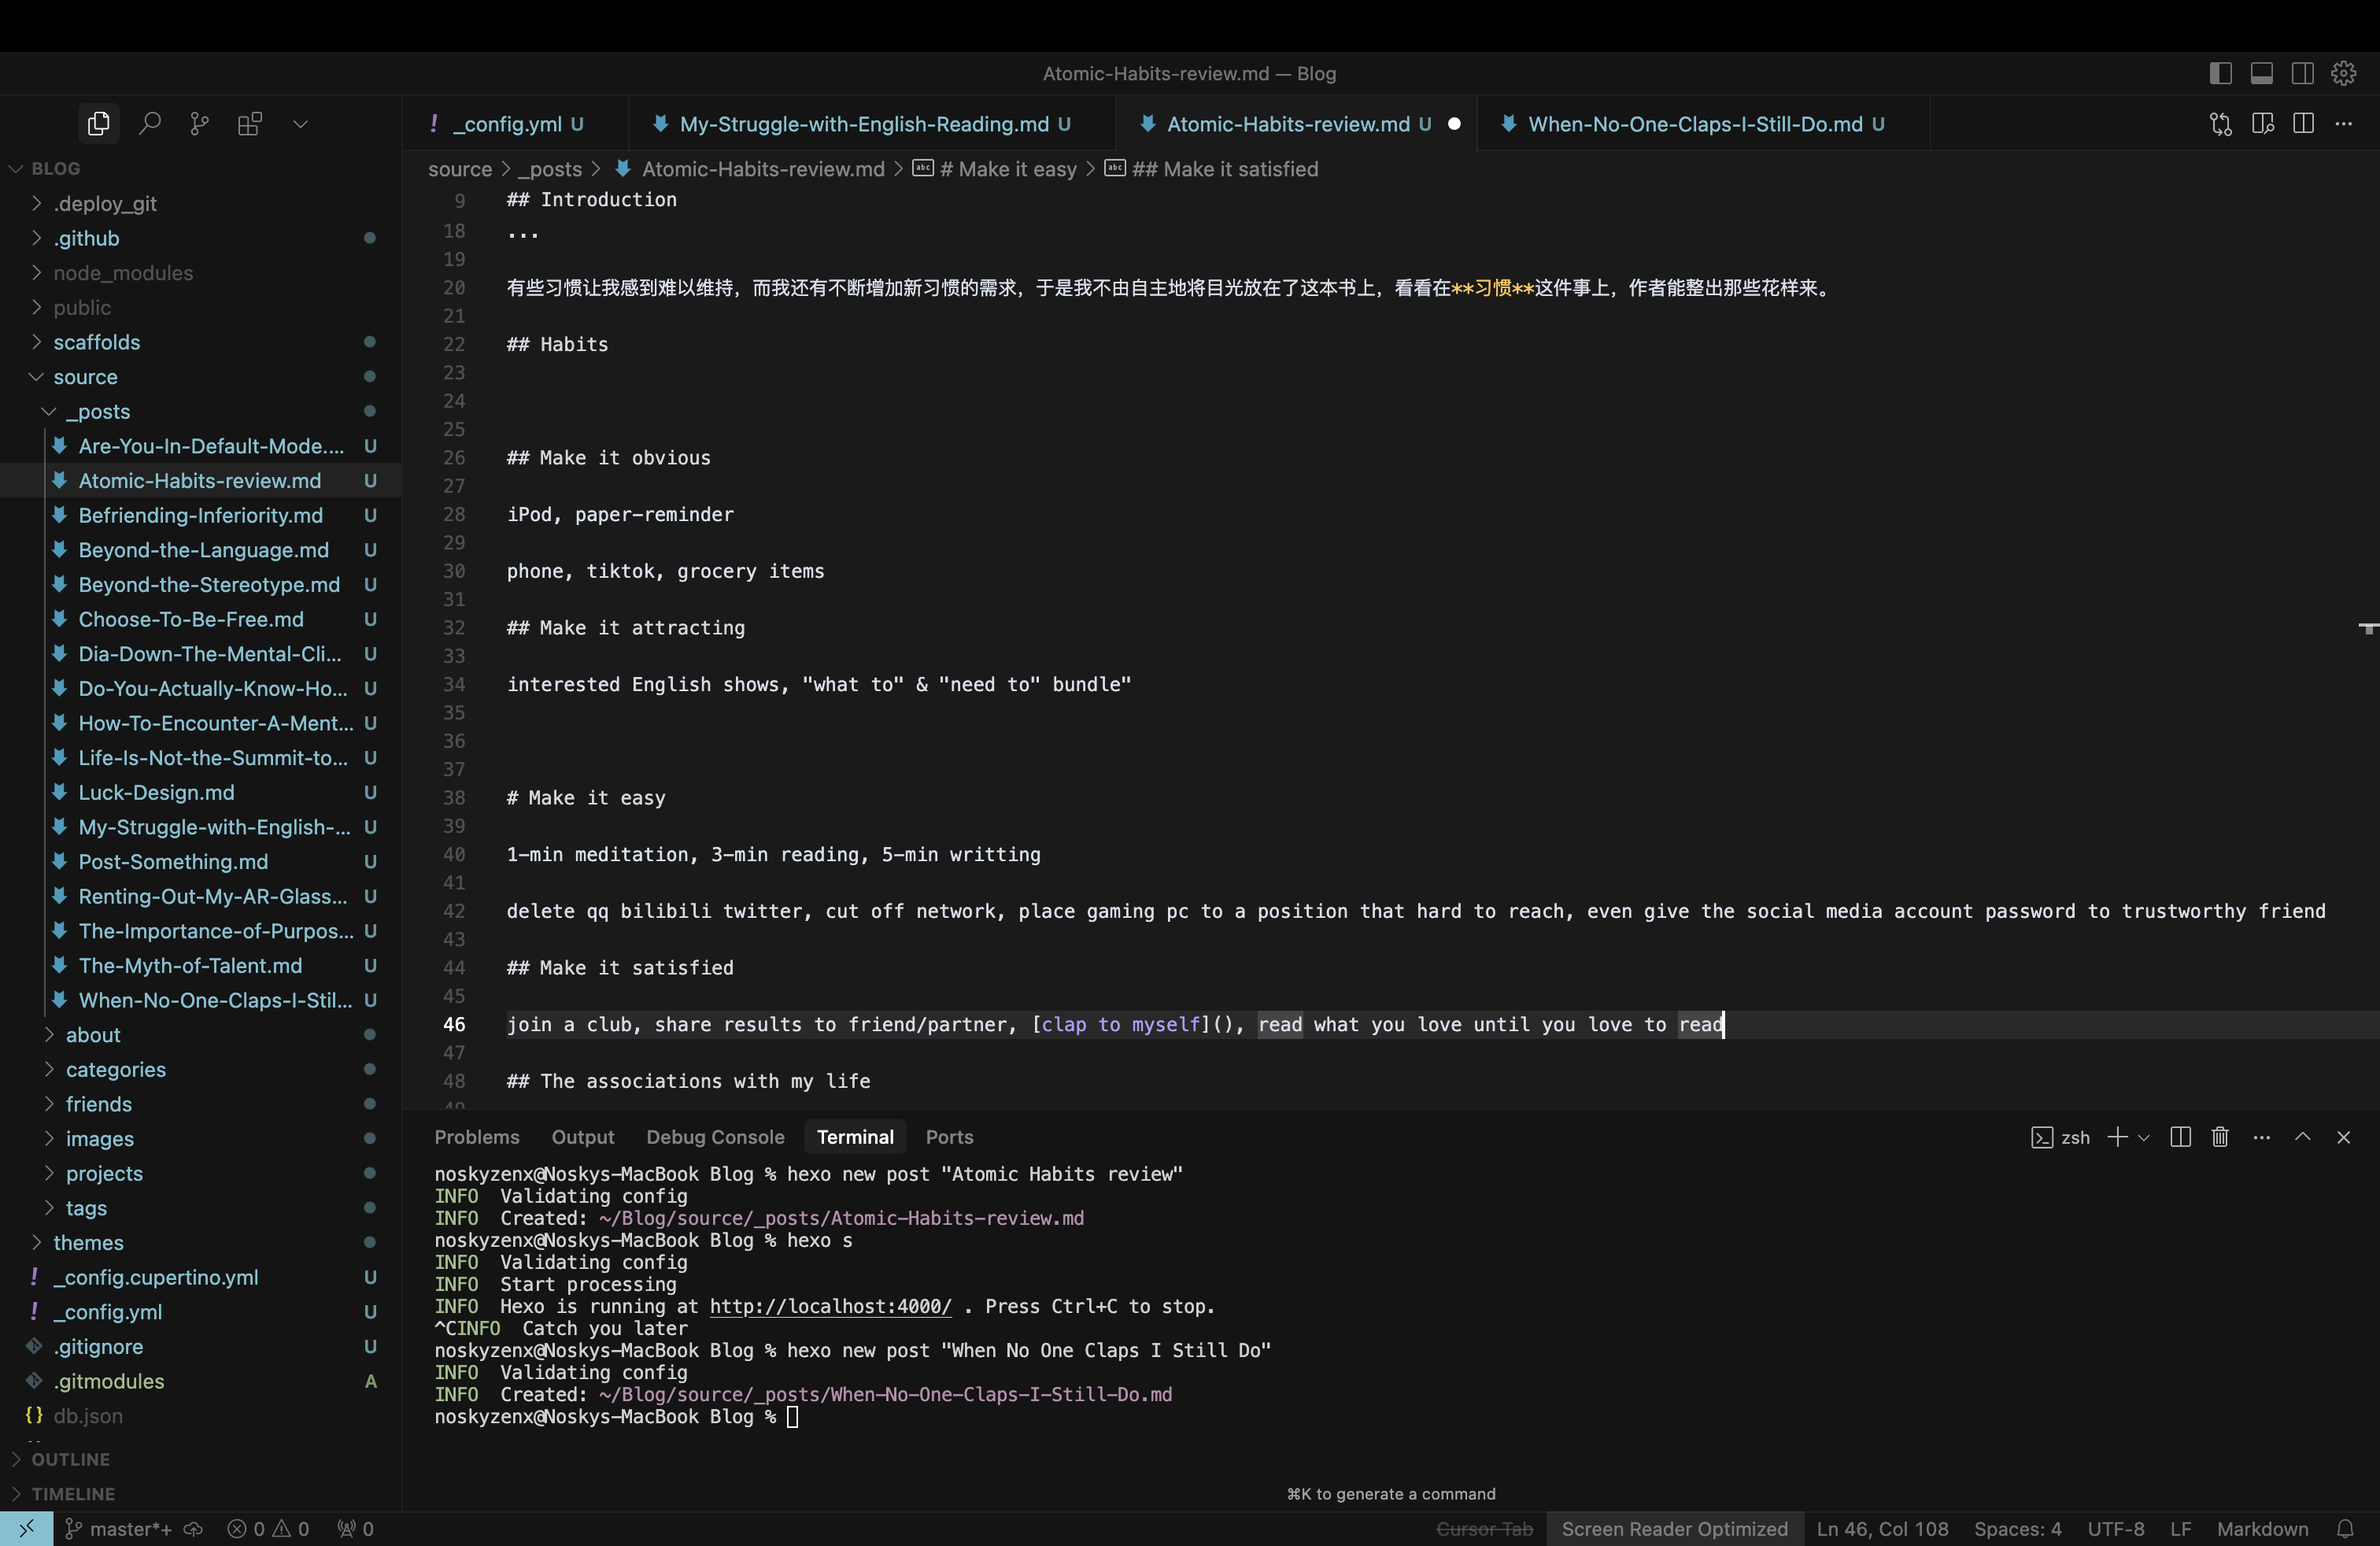 Atomic-Habits-review.md — Blog
_config.yml U
My-Struggle-with-English-Reading.md U
Atomic-Habits-review.md U
When-No-One-Claps-I-Still-Do.md U
BLOG
.deploy_git
.github
node_modules
public
scaffolds
source
_posts
Are-You-In-Default-Mode.... U
Atomic-Habits-review.md U
Befriending-Inferiority.md U
Beyond-the-Language.md U
Beyond-the-Stereotype.md U
Choose-To-Be-Free.md U
Dia-Down-The-Mental-Cli... U
Do-You-Actually-Know-Ho... U
How-To-Encounter-A-Ment... U
Life-Is-Not-the-Summit-to... U
Luck-Design.md U
My-Struggle-with-English-... U
Post-Something.md U
Renting-Out-My-AR-Glass... U
The-Importance-of-Purpos... U
The-Myth-of-Talent.md U
When-No-One-Claps-I-Stil... U
about
categories
friends
images
projects
tags
themes
_config.cupertino.yml U
_config.yml U
.gitignore U
.gitmodules A
db.json
OUTLINE
TIMELINE
source > _posts > Atomic-Habits-review.md > # Make it easy > ## Make it satisfied
9 ## Introduction
18 ...
19
20 有些习惯让我感到难以维持，而我还有不断增加新习惯的需求，于是我不由自主地将目光放在了这本书上，看看在**习惯**这件事上，作者能整出那些花样来。
21
22 ## Habits
23
24
25
26 ## Make it obvious
27
28 iPod, paper-reminder
29
30 phone, tiktok, grocery items
31
32 ## Make it attracting
33
34 interested English shows, "what to" & "need to" bundle"
35
36
37
38 # Make it easy
39
40 1-min meditation, 3-min reading, 5-min writting
41
42 delete qq bilibili twitter, cut off network, place gaming pc to a position that hard to reach, even give the social media account password to trustworthy friend
43
44 ## Make it satisfied
45
46 join a club, share results to friend/partner, [clap to myself](), read what you love until you love to read
47
48 ## The associations with my life
49
Problems Output Debug Console Terminal Ports
zsh
noskyzenx@Noskys-MacBook Blog % hexo new post "Atomic Habits review"
INFO Validating config
INFO Created: ~/Blog/source/_posts/Atomic-Habits-review.md
noskyzenx@Noskys-MacBook Blog % hexo s
INFO Validating config
INFO Start processing
INFO Hexo is running at http://localhost:4000/ . Press Ctrl+C to stop.
^CINFO Catch you later
noskyzenx@Noskys-MacBook Blog % hexo new post "When No One Claps I Still Do"
INFO Validating config
INFO Created: ~/Blog/source/_posts/When-No-One-Claps-I-Still-Do.md
noskyzenx@Noskys-MacBook Blog %
⌘K to generate a command
master*+ 0 0 0 Cursor Tab Screen Reader Optimized Ln 46, Col 108 Spaces: 4 UTF-8 LF Markdown